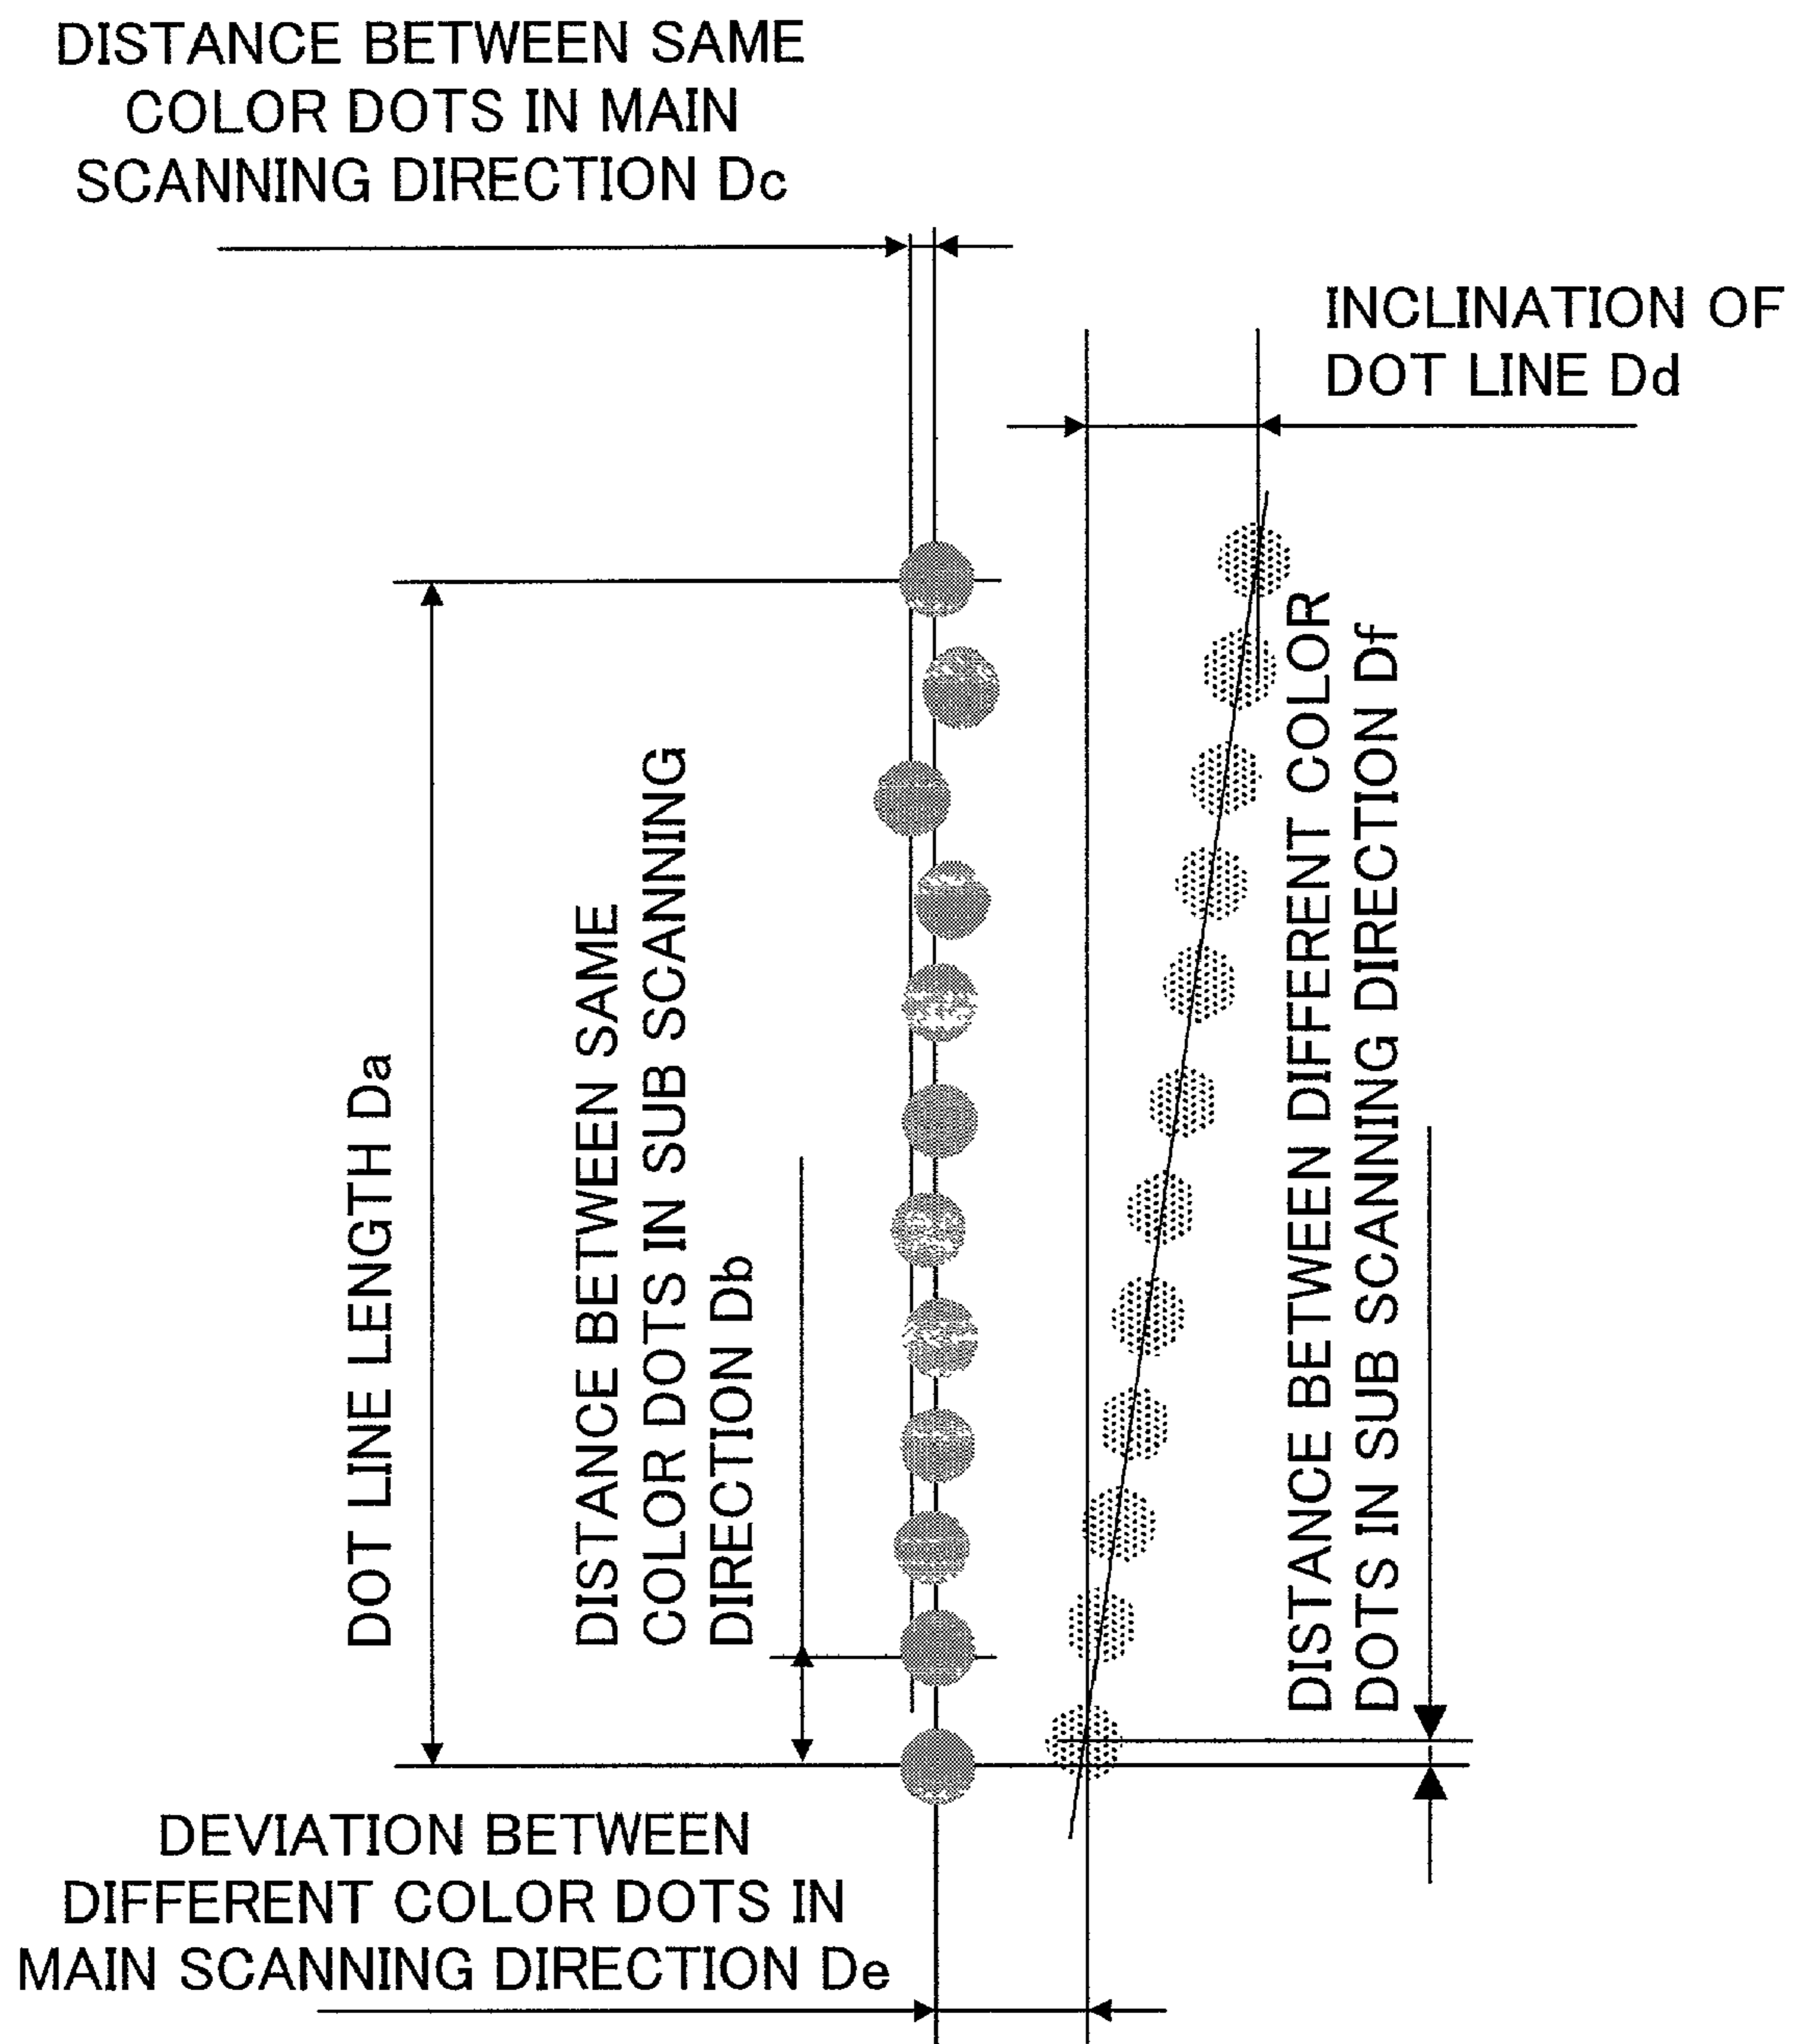 DISTANCE BETWEEN SAME
COLOR DOTS IN MAIN
SCANNING DIRECTION Dc
INCLINATION OF
DOT LINE Dd
DOT LINE LENGTH Da
DISTANCE BETWEEN SAME
COLOR DOTS IN SUB SCANNING
DIRECTION Db
DISTANCE BETWEEN DIFFERENT COLOR
DOTS IN SUB SCANNING DIRECTION Df
DEVIATION BETWEEN
DIFFERENT COLOR DOTS IN
MAIN SCANNING DIRECTION De